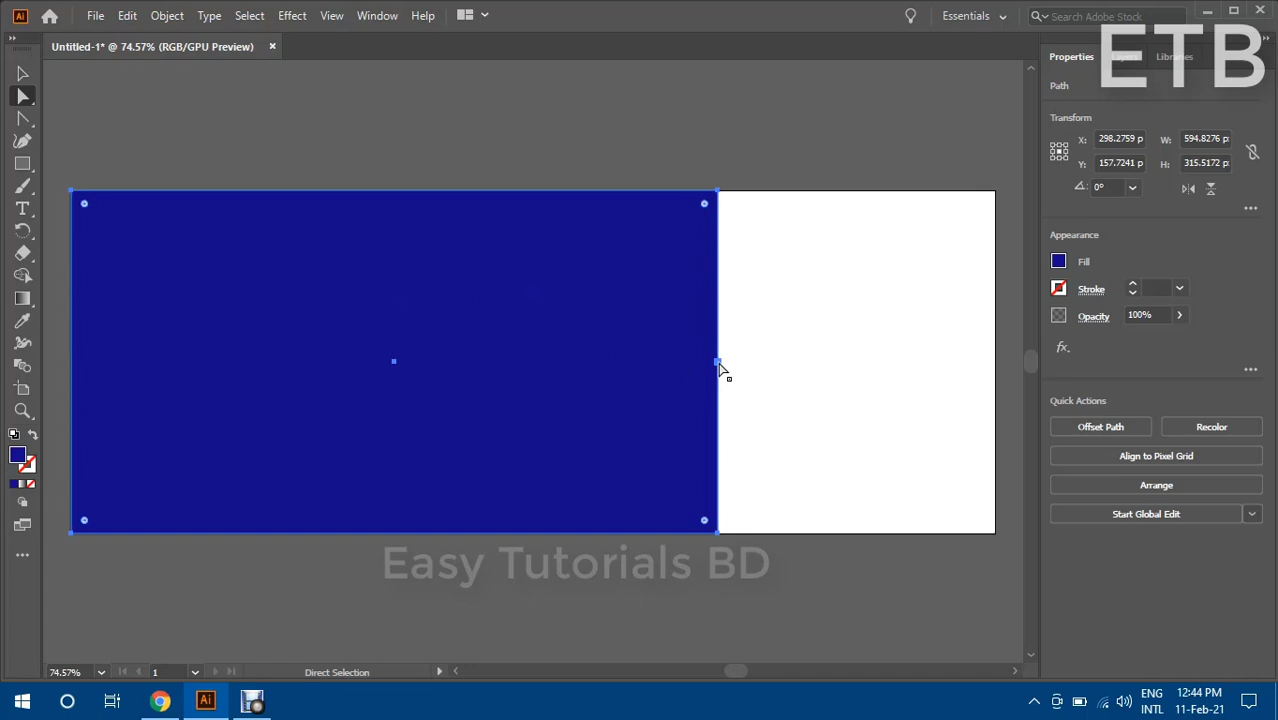 File Edit Object Type Select Effect View Window Help Essentials Search Adobe Stock
ETB
Untitled-1* @ 74.57% (RGB/GPU Preview)
Properties Layers Libraries
Path
Transform
X: 298.2759 p W: 594.8276 p
Y: 157.7241 p H: 315.5172 p
0°
Appearance
Fill
Stroke
Opacity 100%
fx.
Quick Actions
Offset Path Recolor
Align to Pixel Grid
Arrange
Start Global Edit
Easy Tutorials BD
74.57% 1 Direct Selection
Ai ENG 12:44 PM
INTL 11-Feb-21